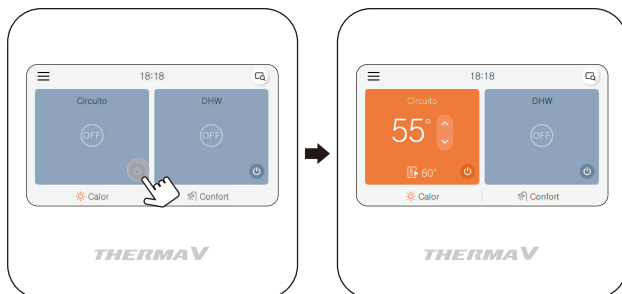 18:18
Circuito
DHW
OFF
OFF
Calor
Confort
THERMA V
18:18
Circuito
DHW
55°
OFF
60°
Calor
Confort
THERMA V